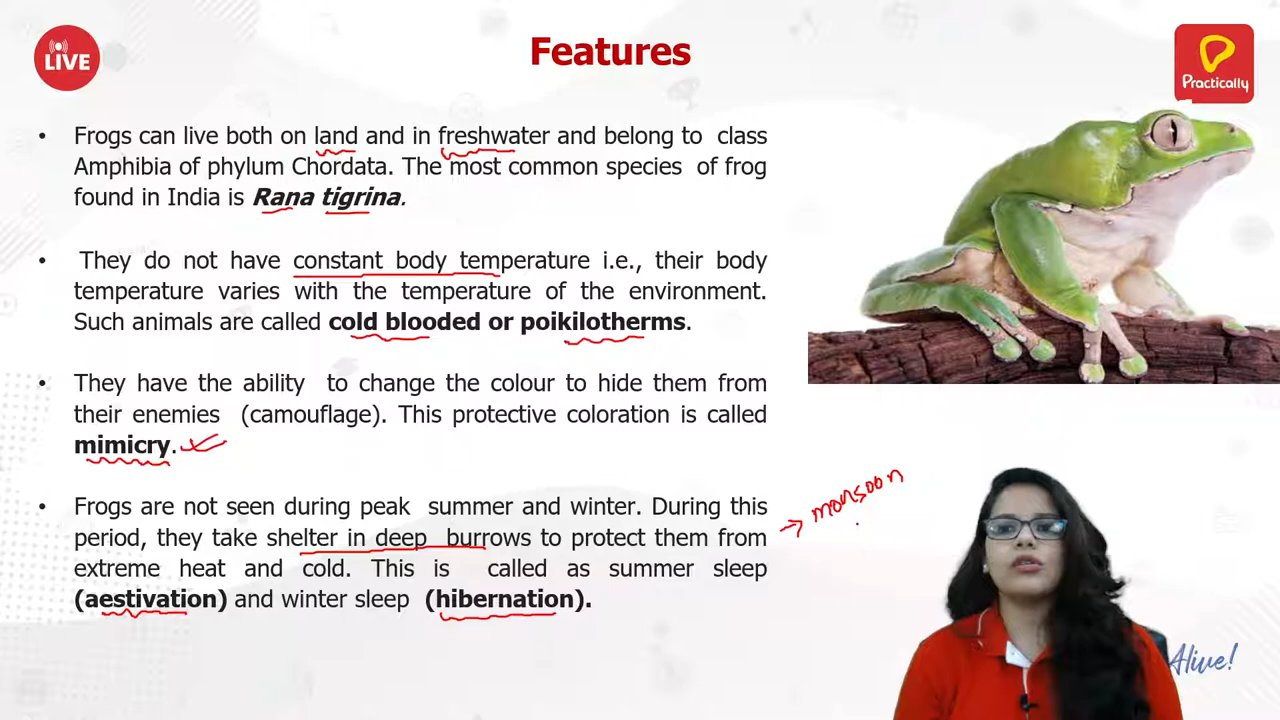 LIVE
Features
Practically
• Frogs can live both on land and in freshwater and belong to class
Amphibia of phylum Chordata. The most common species of frog
found in India is Rana tigrina.
• They do not have constant body temperature i.e., their body
temperature varies with the temperature of the environment.
Such animals are called cold blooded or poikilotherms.
• They have the ability to change the colour to hide them from
their enemies (camouflage). This protective coloration is called
mimicry.
• Frogs are not seen during peak summer and winter. During this
period, they take shelter in deep burrows to protect them from
extreme heat and cold. This is called as summer sleep
(aestivation) and winter sleep (hibernation).
→ monsoon
Alive!